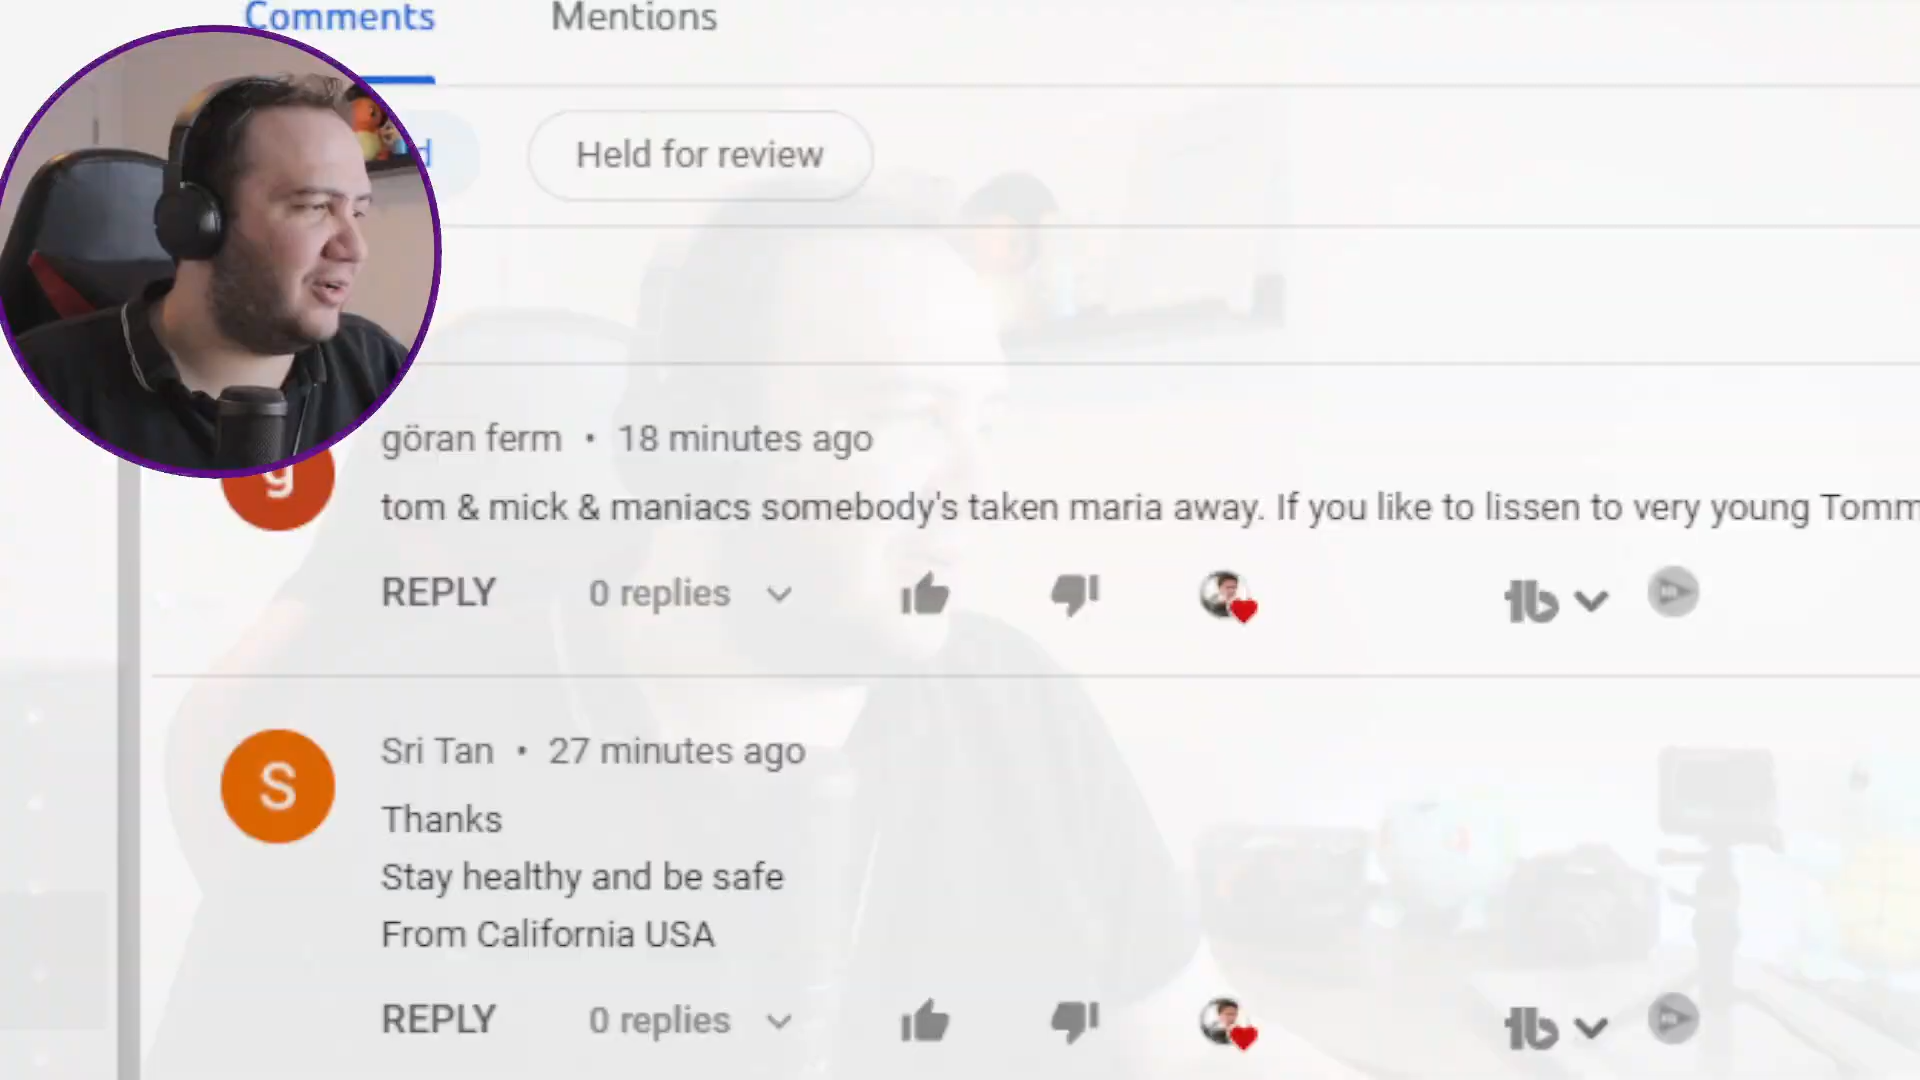 Comments
Mentions
d
Held for review
göran ferm • 18 minutes ago
g
tom & mick & maniacs somebody's taken maria away. If you like to lissen to very young Tomm
REPLY
0 replies
tb
Sri Tan • 27 minutes ago
S
Thanks
Stay healthy and be safe
From California USA
REPLY
0 replies
tb